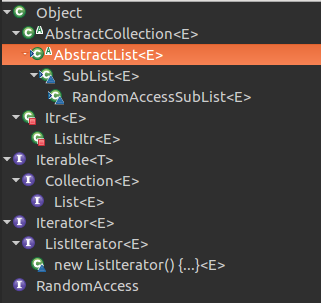 Object
AbstractCollection<E>
AbstractList<E>
SubList<E>
RandomAccessSubList<E>
Itr<E>
ListItr<E>
Iterable<T>
Collection<E>
List<E>
Iterator<E>
ListIterator<E>
new ListIterator() {...}<E>
RandomAccess